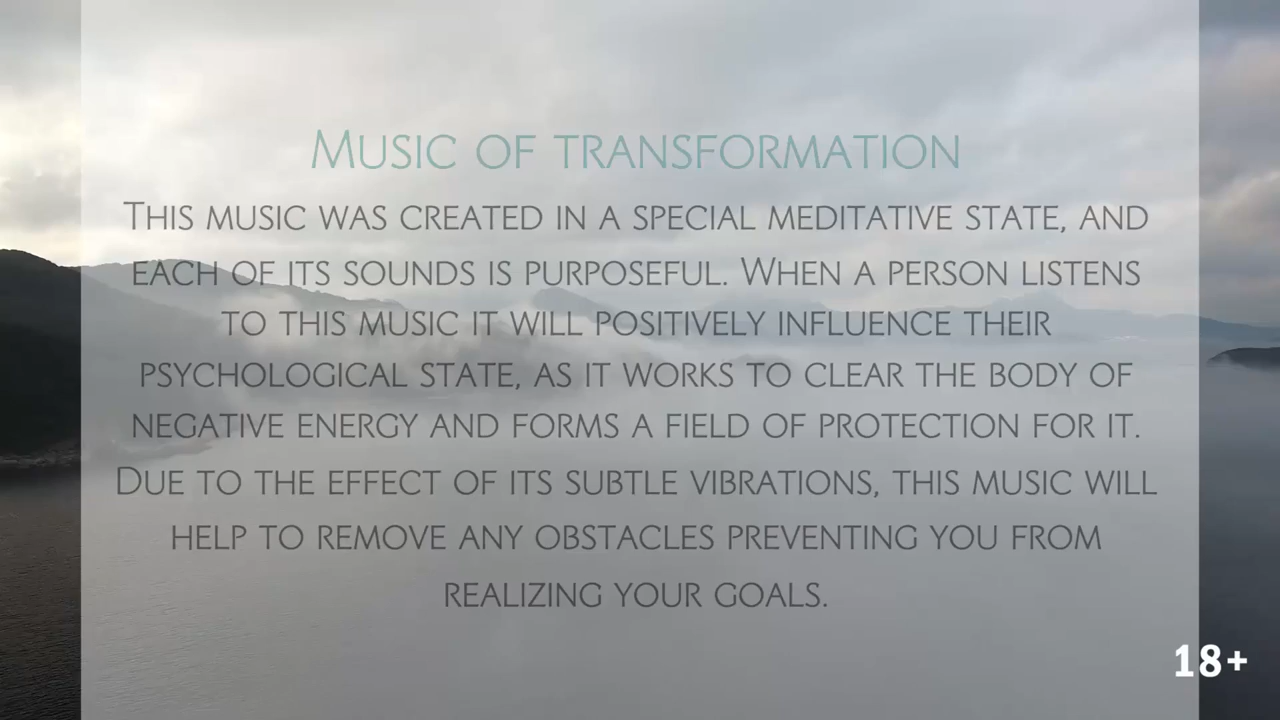 Music of transformation
This music was created in a special meditative state, and
each of its sounds is purposeful. When a person listens
to this music it will positively influence their
psychological state, as it works to clear the body of
negative energy and forms a field of protection for it.
Due to the effect of its subtle vibrations, this music will
help to remove any obstacles preventing you from
realizing your goals.
18+